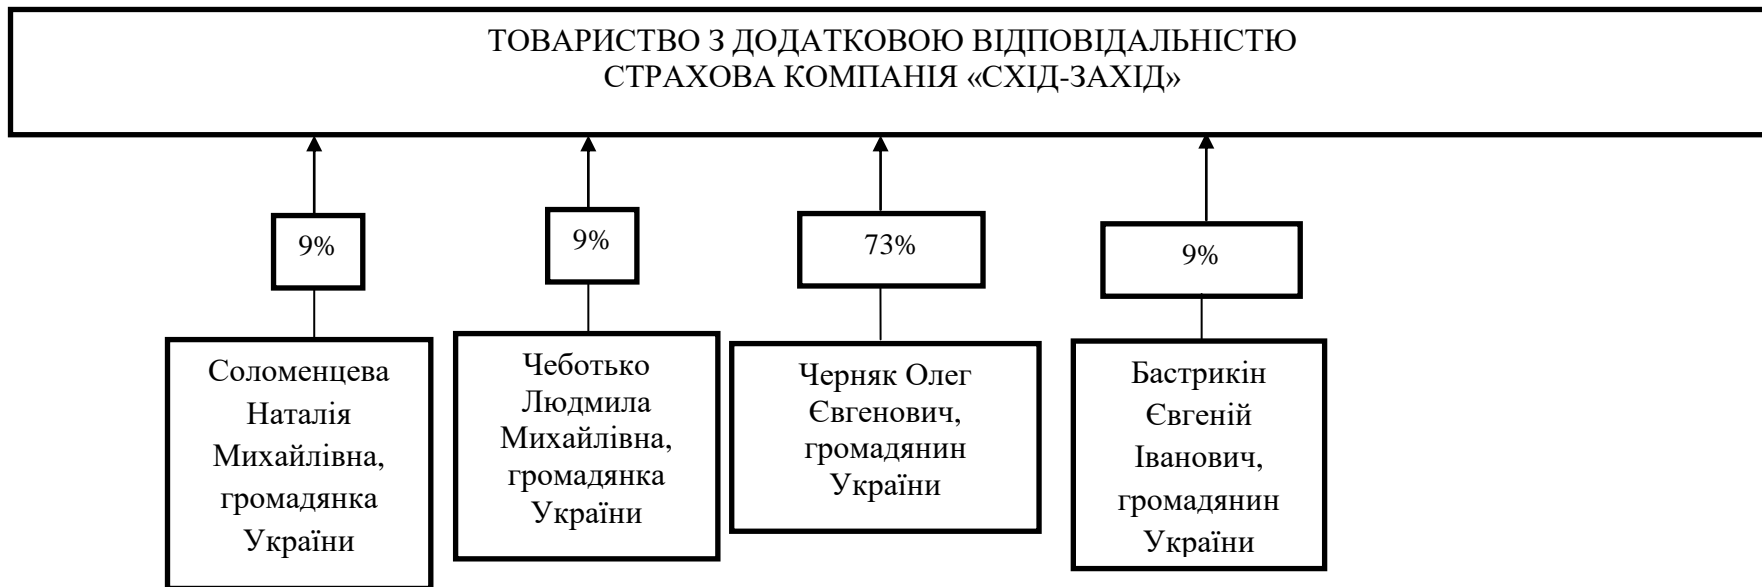 ТОВАРИСТВО З ДОДАТКОВОЮ ВІДПОВІДАЛЬНІСТЮ
СТРАХОВА КОМПАНІЯ «СХІД-ЗАХІД»
9%
9%
73%
9%
Соломенцева
Наталія
Михайлівна,
громадянка
України
Чеботько
Людмила
Михайлівна,
громадянка
України
Черняк Олег
Євгенович,
громадянин
України
Бастрикін
Євгеній
Іванович,
громадянин
України